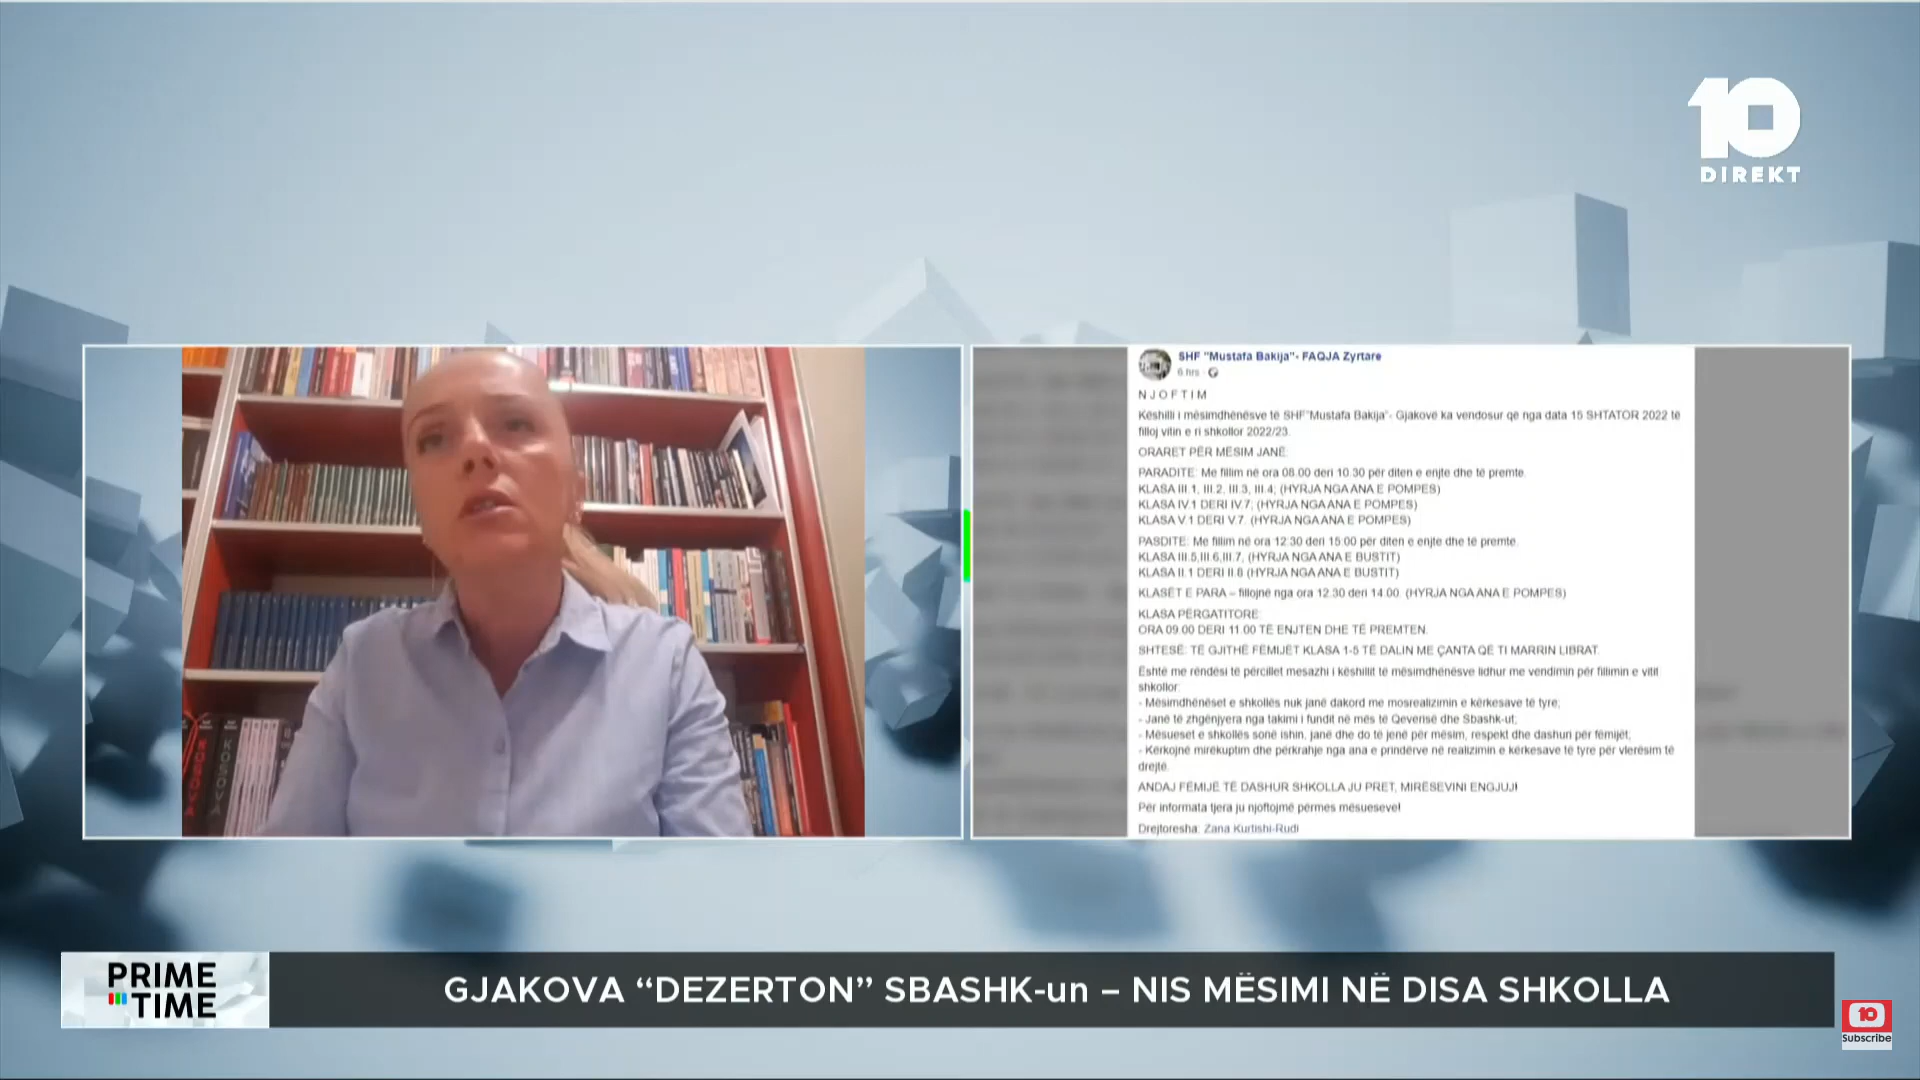 10
DIREKT
SHF "Mustafa Bakija"- FAQJA Zyrtare
6 hrs ·
N J O F T I M
Këshilli i mësimdhënësve të SHF"Mustafa Bakija"- Gjakovë ka vendosur që nga data 15 SHTATOR 2022 të
filloj vitin e ri shkollor 2022/23.
ORARET PËR MËSIM JANË:
PARADITE: Me fillim në ora 08.00 deri 10.30 për diten e enjte dhe të premte.
KLASA III.1, III.2, III.3, III.4; (HYRJA NGA ANA E POMPES)
KLASA IV.1 DERI IV.7; (HYRJA NGA ANA E POMPES)
KLASA V.1 DERI V.7. (HYRJA NGA ANA E POMPES)
PASDITE: Me fillim në ora 12:30 deri 15:00 për diten e enjte dhe të premte.
KLASA III.5,III.6,III.7, (HYRJA NGA ANA E BUSTIT)
KLASA II.1 DERI II.8 (HYRJA NGA ANA E BUSTIT)
KLASËT E PARA – fillojnë nga ora 12.30 deri 14.00. (HYRJA NGA ANA E POMPES)
KLASA PËRGATITORE:
ORA 09.00 DERI 11.00 TË ENJTEN DHE TË PREMTEN.
SHTESË: TË GJITHË FËMIJËT KLASA 1-5 TË DALIN ME ÇANTA QË TI MARRIN LIBRAT.
Është me rëndësi të përcillet mesazhi i këshillit të mësimdhënësve lidhur me vendimin për fillimin e vitit
shkollor:
- Mësimdhënëset e shkollës nuk janë dakord me mosrealizimin e kërkesave të tyre;
- Janë të zhgënjyera nga takimi i fundit në mes të Qeverisë dhe Sbashk-ut;
- Mësueset e shkollës sonë ishin, janë dhe do të jenë për mësim, respekt dhe dashuri për fëmijët;
- Kërkojnë mirëkuptim dhe përkrahje nga ana e prindërve në realizimin e kërkesave të tyre për vlerësim të
drejtë.
ANDAJ FËMIJË TË DASHUR SHKOLLA JU PRET, MIRËSEVINI ENGJUJ!
Për informata tjera ju njoftojmë përmes mësueseve!
Drejtoresha: Zana Kurtishi-Rudi
KOSOVA
KOSOVA
PRIME
TIME
GJAKOVA “DEZERTON” SBASHK-un – NIS MËSIMI NË DISA SHKOLLA
10
Subscribe